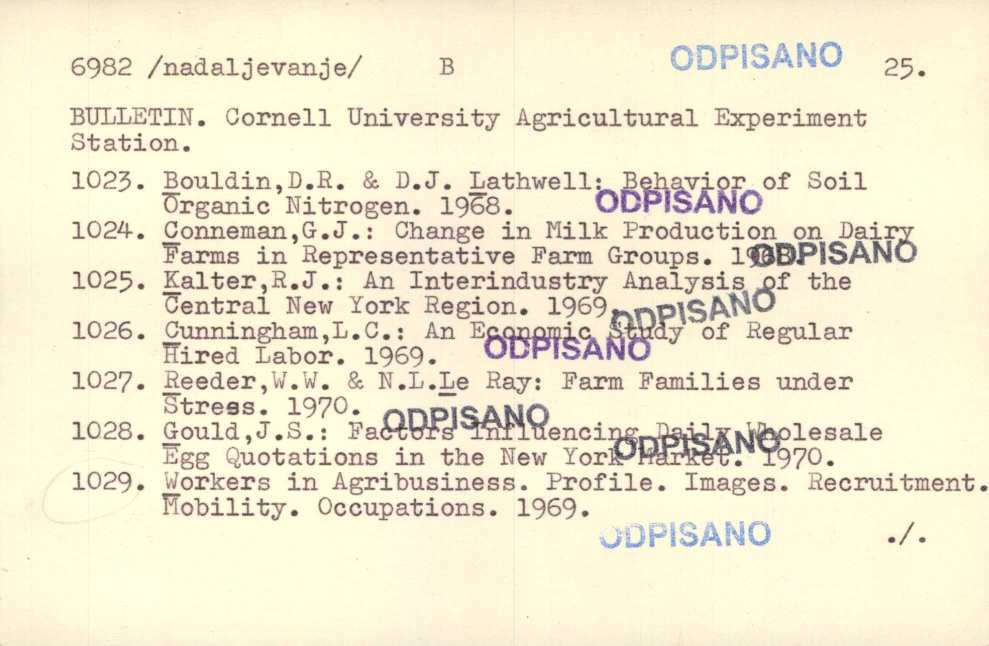 6982 /nadaljevanje/ B ODPISANO 25.
BULLETIN. Cornell University Agricultural Experiment
Station.
1023. Bouldin,D.R. & D.J. Lathwell: Behavior of Soil
Organic Nitrogen. 1968. ODPISANO
1024. Conneman,G.J.: Change in Milk Production on Dairy
Farms in Representative Farm Groups. 1968. ODPISANO
1025. Kalter,R.J.: An Interindustry Analysis of the
Central New York Region. 1969. ODPISANO
1026. Cunningham,L.C.: An Economic Study of Regular
Hired Labor. 1969. ODPISANO
1027. Reeder,W.W. & N.L.Le Ray: Farm Families under
Stress. 1970. ODPISANO
1028. Gould,J.S.: Factors Influencing Daily Wholesale
Egg Quotations in the New York Market. 1970. ODPISANO
1029. Workers in Agribusiness. Profile. Images. Recruitment.
Mobility. Occupations. 1969.
ODPISANO ./.